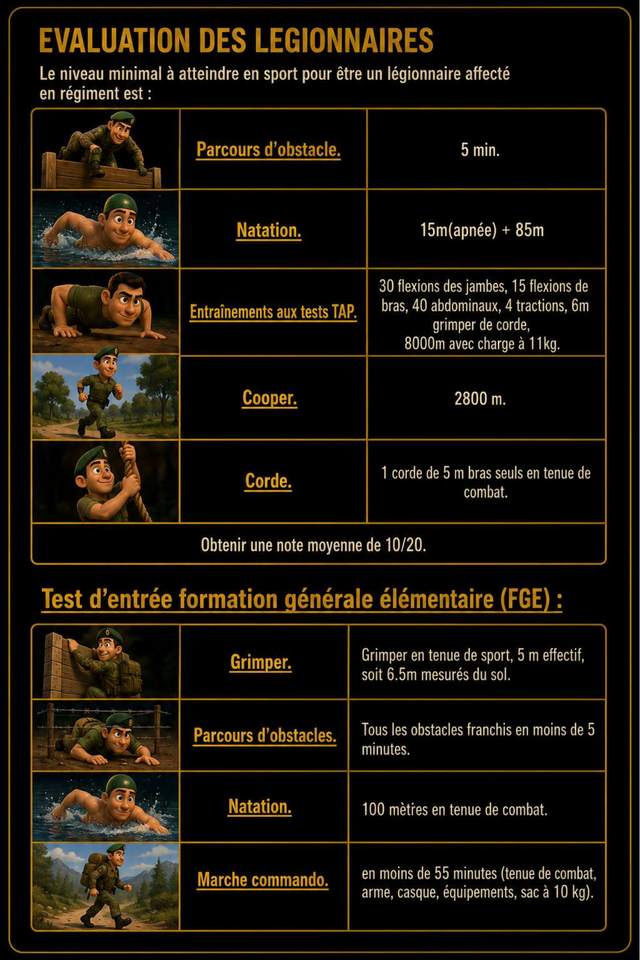 EVALUATION DES LEGIONNAIRES
Le niveau minimal à atteindre en sport pour être un légionnaire affecté
en régiment est :
Parcours d'obstacle.
5 min.
Natation.
15m(apnée) + 85m
Entraînements aux tests TAP.
30 flexions des jambes, 15 flexions de
bras, 40 abdominaux, 4 tractions, 6m
grimper de corde,
8000m avec charge à 11kg.
Cooper.
2800 m.
Corde.
1 corde de 5 m bras seuls en tenue de
combat.
Obtenir une note moyenne de 10/20.
Test d'entrée formation générale élémentaire (FGE) :
Grimper.
Grimper en tenue de sport, 5 m effectif,
soit 6.5m mesurés du sol.
Parcours d'obstacles.
Tous les obstacles franchis en moins de 5
minutes.
Natation.
100 mètres en tenue de combat.
Marche commando.
en moins de 55 minutes (tenue de combat,
arme, casque, équipements, sac à 10 kg).